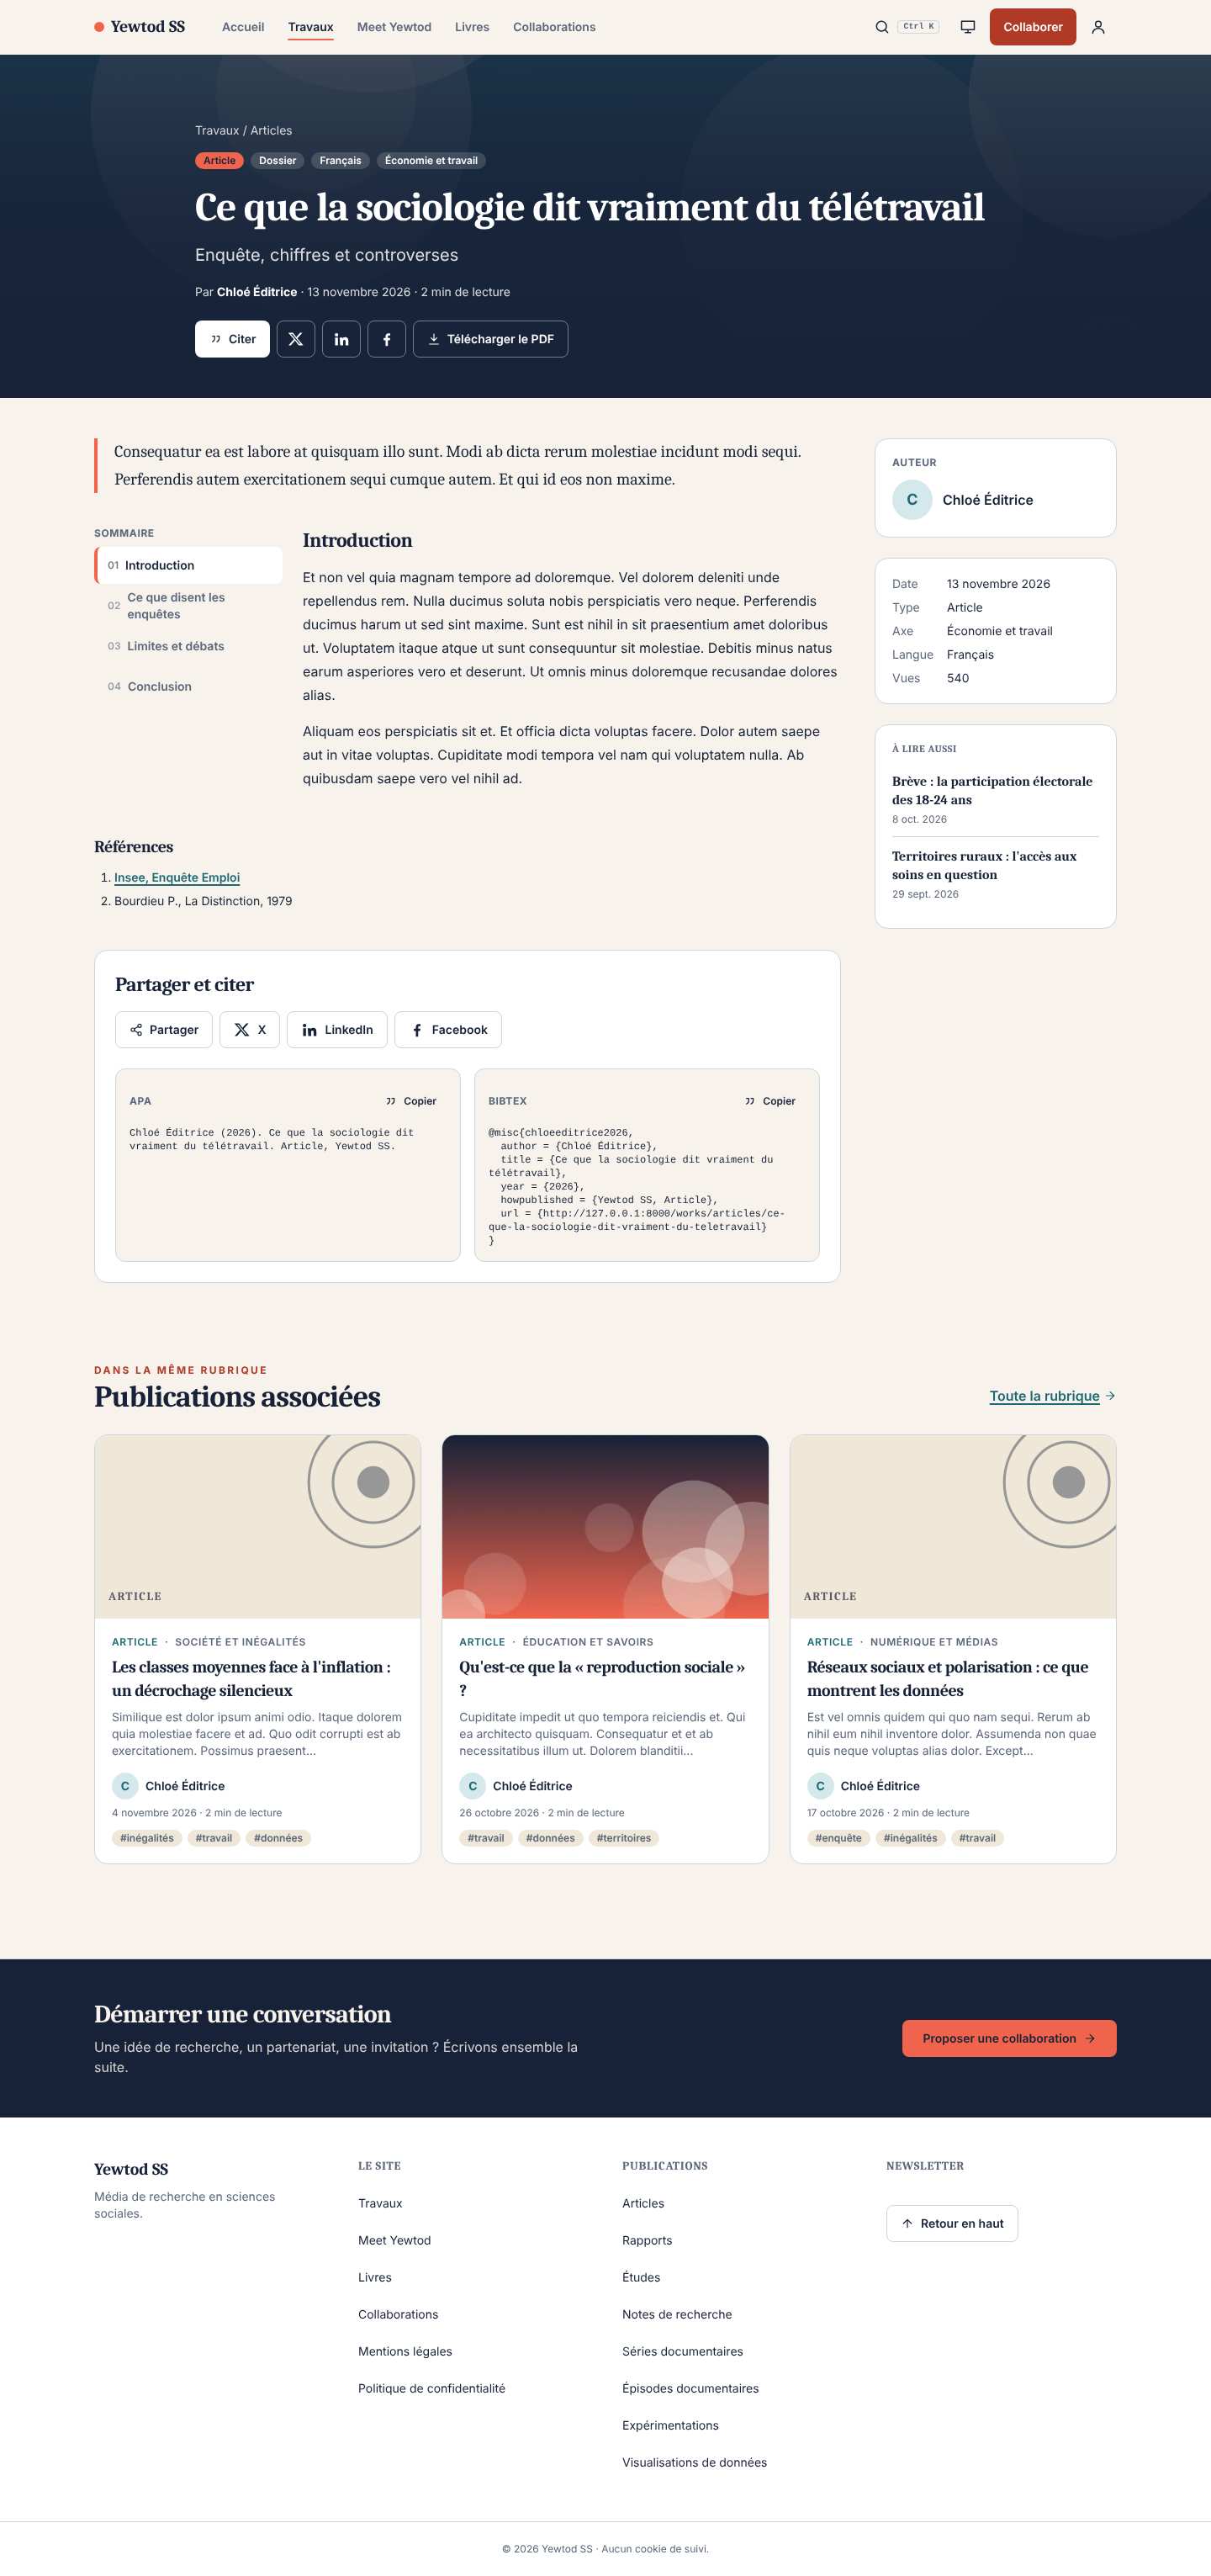 Yewtod SS
Accueil
Travaux
Meet Yewtod
Livres
Collaborations
Ctrl K
Collaborer
Travaux / Articles
Article
Dossier
Français
Économie et travail
Ce que la sociologie dit vraiment du télétravail
Enquête, chiffres et controverses
Par Chloé Éditrice · 13 novembre 2026 · 2 min de lecture
Citer
Télécharger le PDF
Consequatur ea est labore at quisquam illo sunt. Modi ab dicta rerum molestiae incidunt modi sequi.
Perferendis autem exercitationem sequi cumque autem. Et qui id eos non maxime.
SOMMAIRE
01 Introduction
02 Ce que disent les
enquêtes
03 Limites et débats
04 Conclusion
Introduction
Et non vel quia magnam tempore ad doloremque. Vel dolorem deleniti unde
repellendus rem. Nulla ducimus soluta nobis perspiciatis vero neque. Perferendis
ducimus harum ut sed sint maxime. Sunt est nihil in sit praesentium amet doloribus
ut. Voluptatem itaque atque ut sunt consequuntur sit molestiae. Debitis minus natus
earum asperiores vero et deserunt. Ut omnis minus doloremque recusandae dolores
alias.
Aliquam eos perspiciatis sit et. Et officia dicta voluptas facere. Dolor autem saepe
aut in vitae voluptas. Cupiditate modi tempora vel nam qui voluptatem nulla. Ab
quibusdam saepe vero vel nihil ad.
Références
1. Insee, Enquête Emploi
2. Bourdieu P., La Distinction, 1979
Partager et citer
Partager
X
LinkedIn
Facebook
APA
Copier
Chloé Éditrice (2026). Ce que la sociologie dit
vraiment du télétravail. Article, Yewtod SS.
BIBTEX
Copier
@misc{chloeeditrice2026,
  author = {Chloé Éditrice},
  title = {Ce que la sociologie dit vraiment du
télétravail},
  year = {2026},
  howpublished = {Yewtod SS, Article},
  url = {http://127.0.0.1:8000/works/articles/ce-
que-la-sociologie-dit-vraiment-du-teletravail}
}
AUTEUR
C
Chloé Éditrice
Date 13 novembre 2026
Type Article
Axe Économie et travail
Langue Français
Vues 540
À LIRE AUSSI
Brève : la participation électorale
des 18-24 ans
8 oct. 2026
Territoires ruraux : l'accès aux
soins en question
29 sept. 2026
DANS LA MÊME RUBRIQUE
Publications associées
Toute la rubrique
ARTICLE
ARTICLE · SOCIÉTÉ ET INÉGALITÉS
Les classes moyennes face à l'inflation :
un décrochage silencieux
Similique est dolor ipsum animi odio. Itaque dolorem
quia molestiae facere et ad. Quo odit corrupti est ab
exercitationem. Possimus praesent...
C
Chloé Éditrice
4 novembre 2026 · 2 min de lecture
#inégalités
#travail
#données
ARTICLE · ÉDUCATION ET SAVOIRS
Qu'est-ce que la « reproduction sociale »
?
Cupiditate impedit ut quo tempora reiciendis et. Qui
ea architecto quisquam. Consequatur et et ab
necessitatibus illum ut. Dolorem blanditii...
C
Chloé Éditrice
26 octobre 2026 · 2 min de lecture
#travail
#données
#territoires
ARTICLE
ARTICLE · NUMÉRIQUE ET MÉDIAS
Réseaux sociaux et polarisation : ce que
montrent les données
Est vel omnis quidem qui quo nam sequi. Rerum ab
nihil eum nihil inventore dolor. Assumenda non quae
quis neque voluptas alias dolor. Except...
C
Chloé Éditrice
17 octobre 2026 · 2 min de lecture
#enquête
#inégalités
#travail
Démarrer une conversation
Une idée de recherche, un partenariat, une invitation ? Écrivons ensemble la
suite.
Proposer une collaboration
Yewtod SS
Média de recherche en sciences
sociales.
LE SITE
Travaux
Meet Yewtod
Livres
Collaborations
Mentions légales
Politique de confidentialité
PUBLICATIONS
Articles
Rapports
Études
Notes de recherche
Séries documentaires
Épisodes documentaires
Expérimentations
Visualisations de données
NEWSLETTER
Retour en haut
© 2026 Yewtod SS · Aucun cookie de suivi.